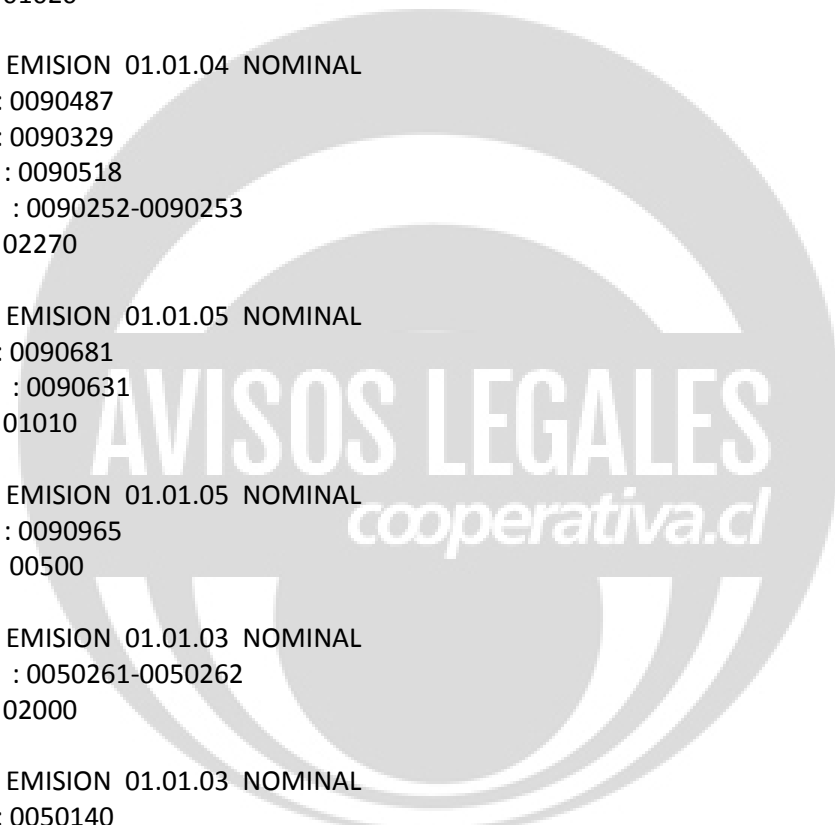 EMISION 01.01.04 NOMINAL
: 0090487
: 0090329
: 0090518
: 0090252-0090253
02270
EMISION 01.01.05 NOMINAL
: 0090681
: 0090631
01010
AVISOS LEGALES
cooperativa.cl
EMISION 01.01.05 NOMINAL
: 0090965
00500
EMISION 01.01.03 NOMINAL
: 0050261-0050262
02000
EMISION 01.01.03 NOMINAL
: 0050140